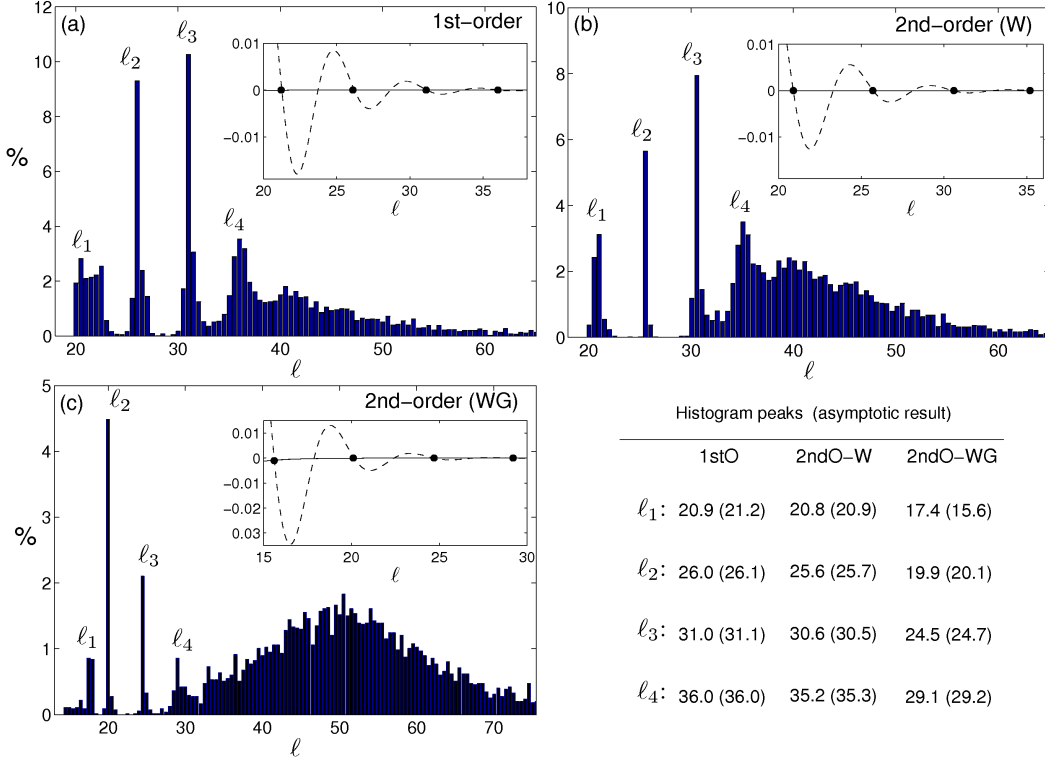 (a)
1st−order
12
10
8
6
4
2
0
%
ℓ1
ℓ2
ℓ3
ℓ4
0.01
0
−0.01
20 25 30 35
ℓ
20 30 40 50 60
ℓ
(b)
2nd−order (W)
10
8
6
4
2
0
ℓ1
ℓ2
ℓ3
ℓ4
0.01
0
−0.01
20 25 30 35
ℓ
20 30 40 50 60
ℓ
(c)
2nd−order (WG)
5
4
3
2
1
0
%
ℓ1
ℓ2
ℓ3
ℓ4
0.01
0.00
−0.01
−0.02
0.03
15 20 25 30
ℓ
20 30 40 50 60 70
ℓ
Histogram peaks (asymptotic result)
1stO 2ndO−W 2ndO−WG
ℓ1: 20.9 (21.2) 20.8 (20.9) 17.4 (15.6)
ℓ2: 26.0 (26.1) 25.6 (25.7) 19.9 (20.1)
ℓ3: 31.0 (31.1) 30.6 (30.5) 24.5 (24.7)
ℓ4: 36.0 (36.0) 35.2 (35.3) 29.1 (29.2)